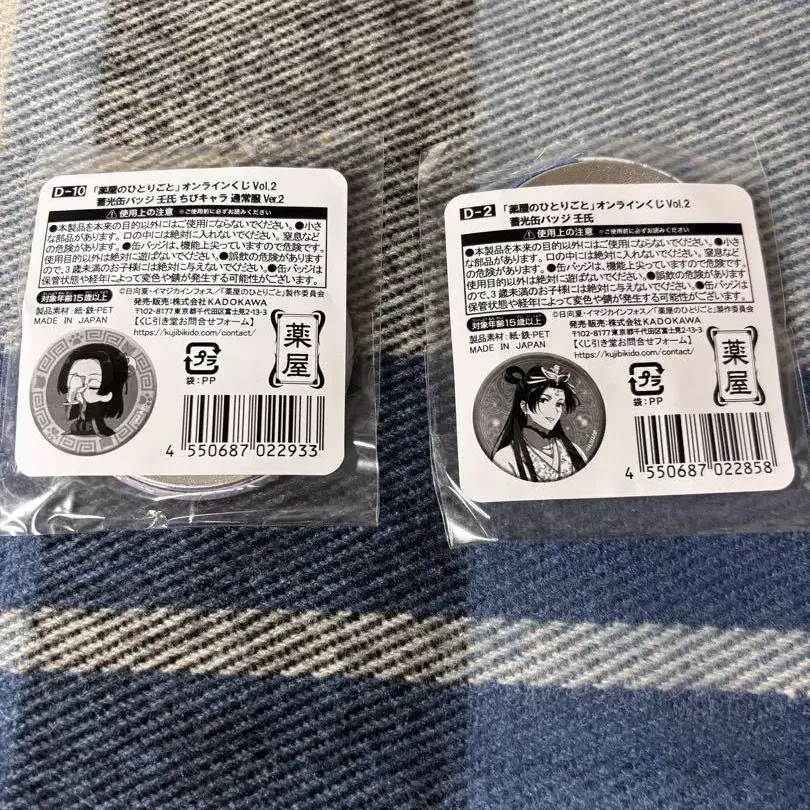 D-10 「薬屋のひとりごと」オンラインくじ Vol.2
蓄光缶バッジ 壬氏 ちびキャラ 通常服 Ver.2
⚠使用上の注意 ※ご使用前に必ずお読みください
●本製品を本来の目的以外にはご使用にならないでください。●小さ
な部品があります。口の中には絶対に入れないでください。窒息など
の危険があります。●缶バッジは、機能上尖っていますので危険です。
使用目的以外は絶対に遊ばないでください。●誤飲の危険があります
ので、3歳未満のお子様には絶対に与えないでください。●缶バッジは
保管状態や経年によって変色や錆が発生する可能性がございます。
対象年齢15歳以上
©日向夏・イマジカインフォス/「薬屋のひとりごと」製作委員会
発売・販売:株式会社KADOKAWA
製品素材:紙・鉄・PET
〒102-8177 東京都千代田区富士見2-13-3
MADE IN JAPAN
【くじ引き堂お問合せフォーム】
https://kujibikido.com/contact/
プラ
袋:PP
薬屋
4 550687 022933
D-2 「薬屋のひとりごと」オンラインくじ Vol.2
蓄光缶バッジ 壬氏
⚠使用上の注意 ※ご使用前に必ずお読みください
●本製品を本来の目的以外にはご使用にならないでください。●小さ
な部品があります。口の中には絶対に入れないでください。窒息など
の危険があります。●缶バッジは、機能上尖っていますので危険です。
使用目的以外は絶対に遊ばないでください。●誤飲の危険があります
ので、3歳未満のお子様には絶対に与えないでください。●缶バッジは
保管状態や経年によって変色や錆が発生する可能性がございます。
対象年齢15歳以上
©日向夏・イマジカインフォス/「薬屋のひとりごと」製作委員会
発売・販売:株式会社KADOKAWA
製品素材:紙・鉄・PET
〒102-8177 東京都千代田区富士見2-13-3
MADE IN JAPAN
【くじ引き堂お問合せフォーム】
https://kujibikido.com/contact/
プラ
袋:PP
薬屋
4 550687 022858